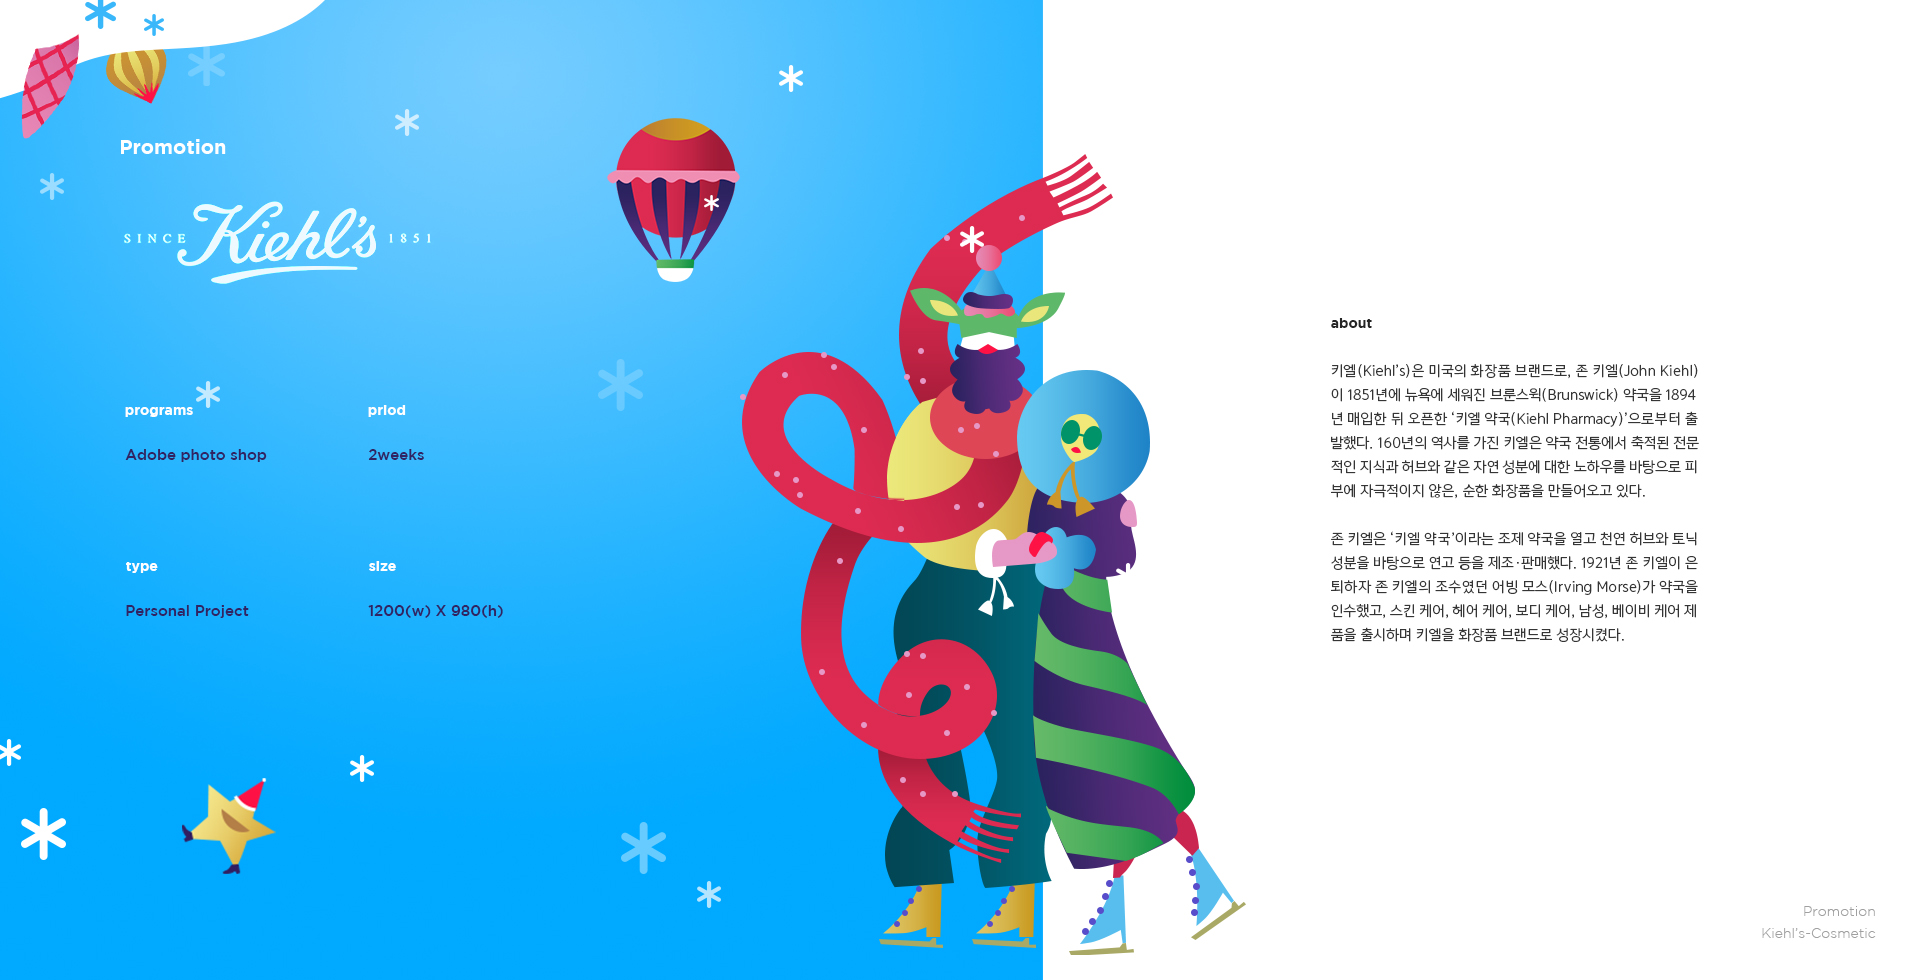 Promotion
SINCE Kiehl's 1851
programs
priod
Adobe photo shop
2weeks
type
size
Personal Project
1200(w) X 980(h)
about
키엘(Kiehl's)은 미국의 화장품 브랜드로, 존 키엘(John Kiehl)
이 1851년에 뉴욕에 세워진 브룬스윅(Brunswick) 약국을 1894
년 매입한 뒤 오픈한 ‘키엘 약국(Kiehl Pharmacy)’으로부터 출
발했다. 160년의 역사를 가진 키엘은 약국 전통에서 축적된 전문
적인 지식과 허브와 같은 자연 성분에 대한 노하우를 바탕으로 피
부에 자극적이지 않은, 순한 화장품을 만들어오고 있다.
존 키엘은 ‘키엘 약국’이라는 조제 약국을 열고 천연 허브와 토닉
성분을 바탕으로 연고 등을 제조·판매했다. 1921년 존 키엘이 은
퇴하자 존 키엘의 조수였던 어빙 모스(Irving Morse)가 약국을
인수했고, 스킨 케어, 헤어 케어, 보디 케어, 남성, 베이비 케어 제
품을 출시하며 키엘을 화장품 브랜드로 성장시켰다.
Promotion
Kiehl's-Cosmetic